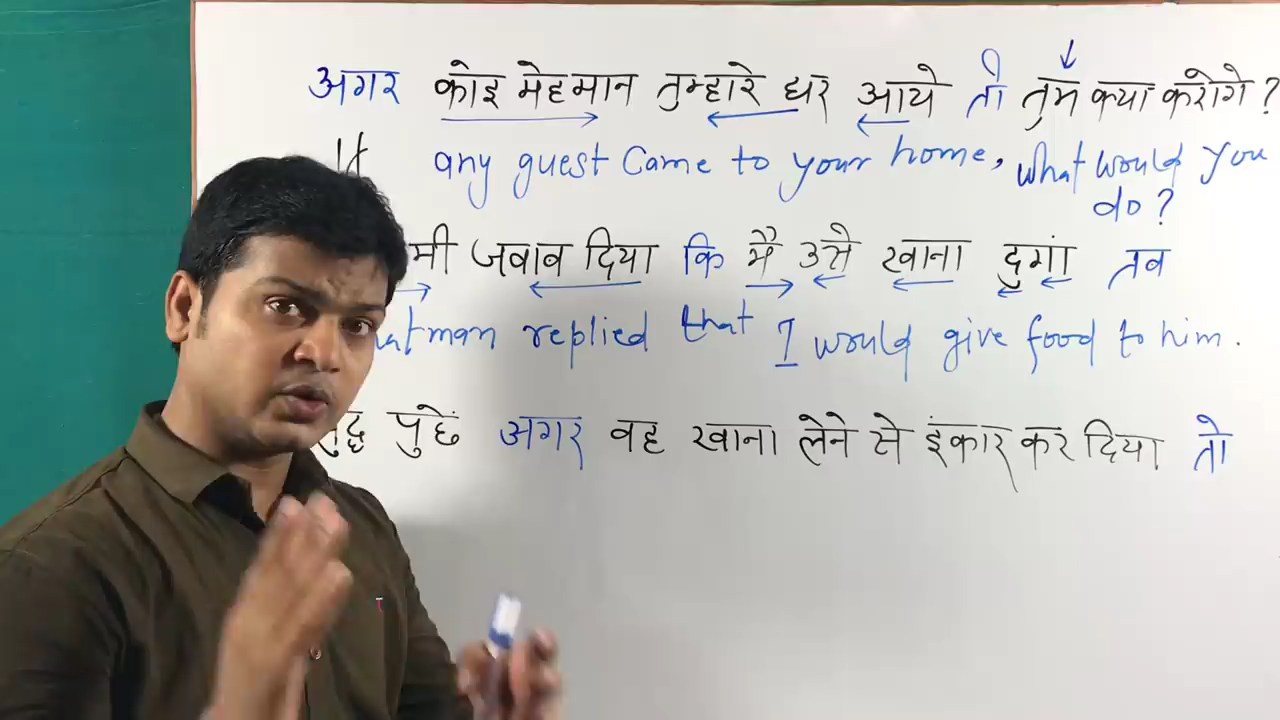 अगर कोइ मेहमान तुम्हारे घर आये तो तुम क्या करोगे ?
If any guest came to your home, what would you
do ?
मी जवाब दिया कि मै उसे खाना दुगां तब
man replied that I would give food to him .
पुछें अगर वह खाना लेने से इंकार कर दिया तो